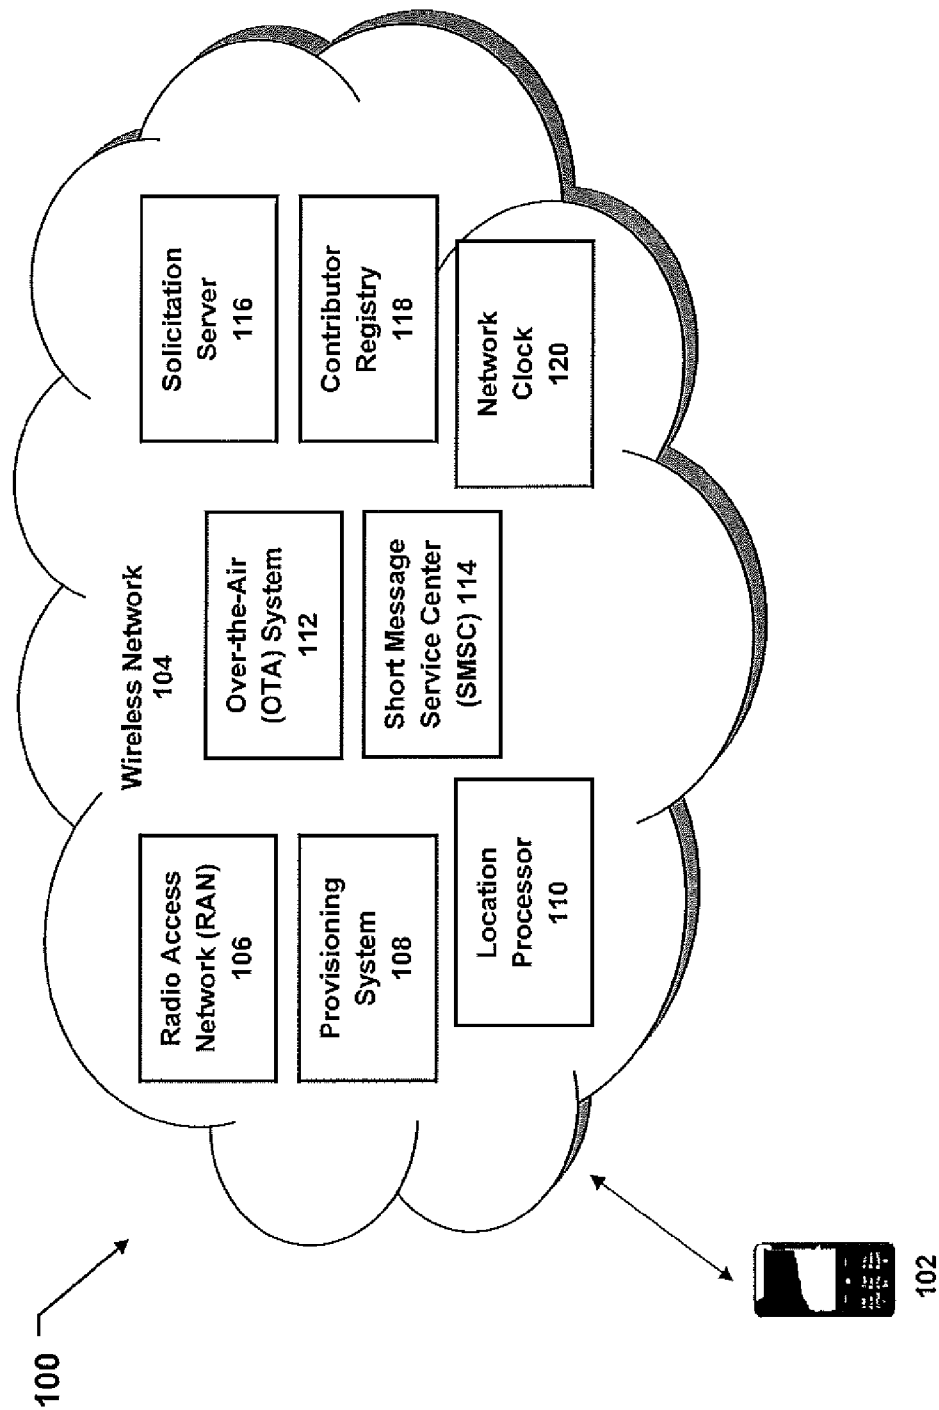 100
Wireless Network
104
Radio Access
Network (RAN)
106
Provisioning
System
108
Location
Processor
110
Over-the-Air
(OTA) System
112
Short Message
Service Center
(SMSC) 114
Solicitation
Server
116
Contributor
Registry
118
Network
Clock
120
102